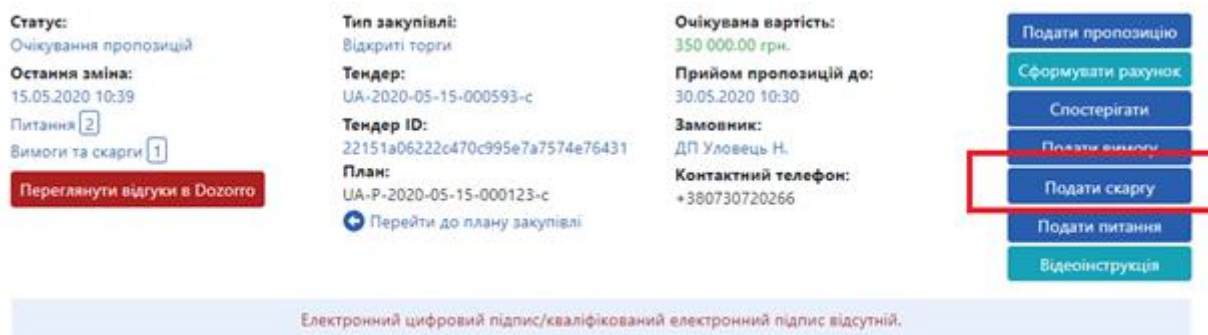 Статус:
Очікування пропозицій
Остання зміна:
15.05.2020 10:39
Питання 2
Вимоги та скарги 1
Переглянути відгуки в Dozorro
Тип закупівлі:
Відкриті торги
Тендер:
UA-2020-05-15-000593-c
Тендер ID:
22151a06222c470c995e7a7574e76431
План:
UA-P-2020-05-15-000123-c
Перейти до плану закупівлі
Очікувана вартість:
350 000.00 грн.
Прийом пропозицій до:
30.05.2020 10:30
Замовник:
ДП Уловець Н.
Контактний телефон:
+380730720266
Подати пропозицію
Сформувати рахунок
Спостерігати
Подати вимогу
Подати скаргу
Подати питання
Відеоінструкція
Електронний цифровий підпис/кваліфікований електронний підпис відсутній.